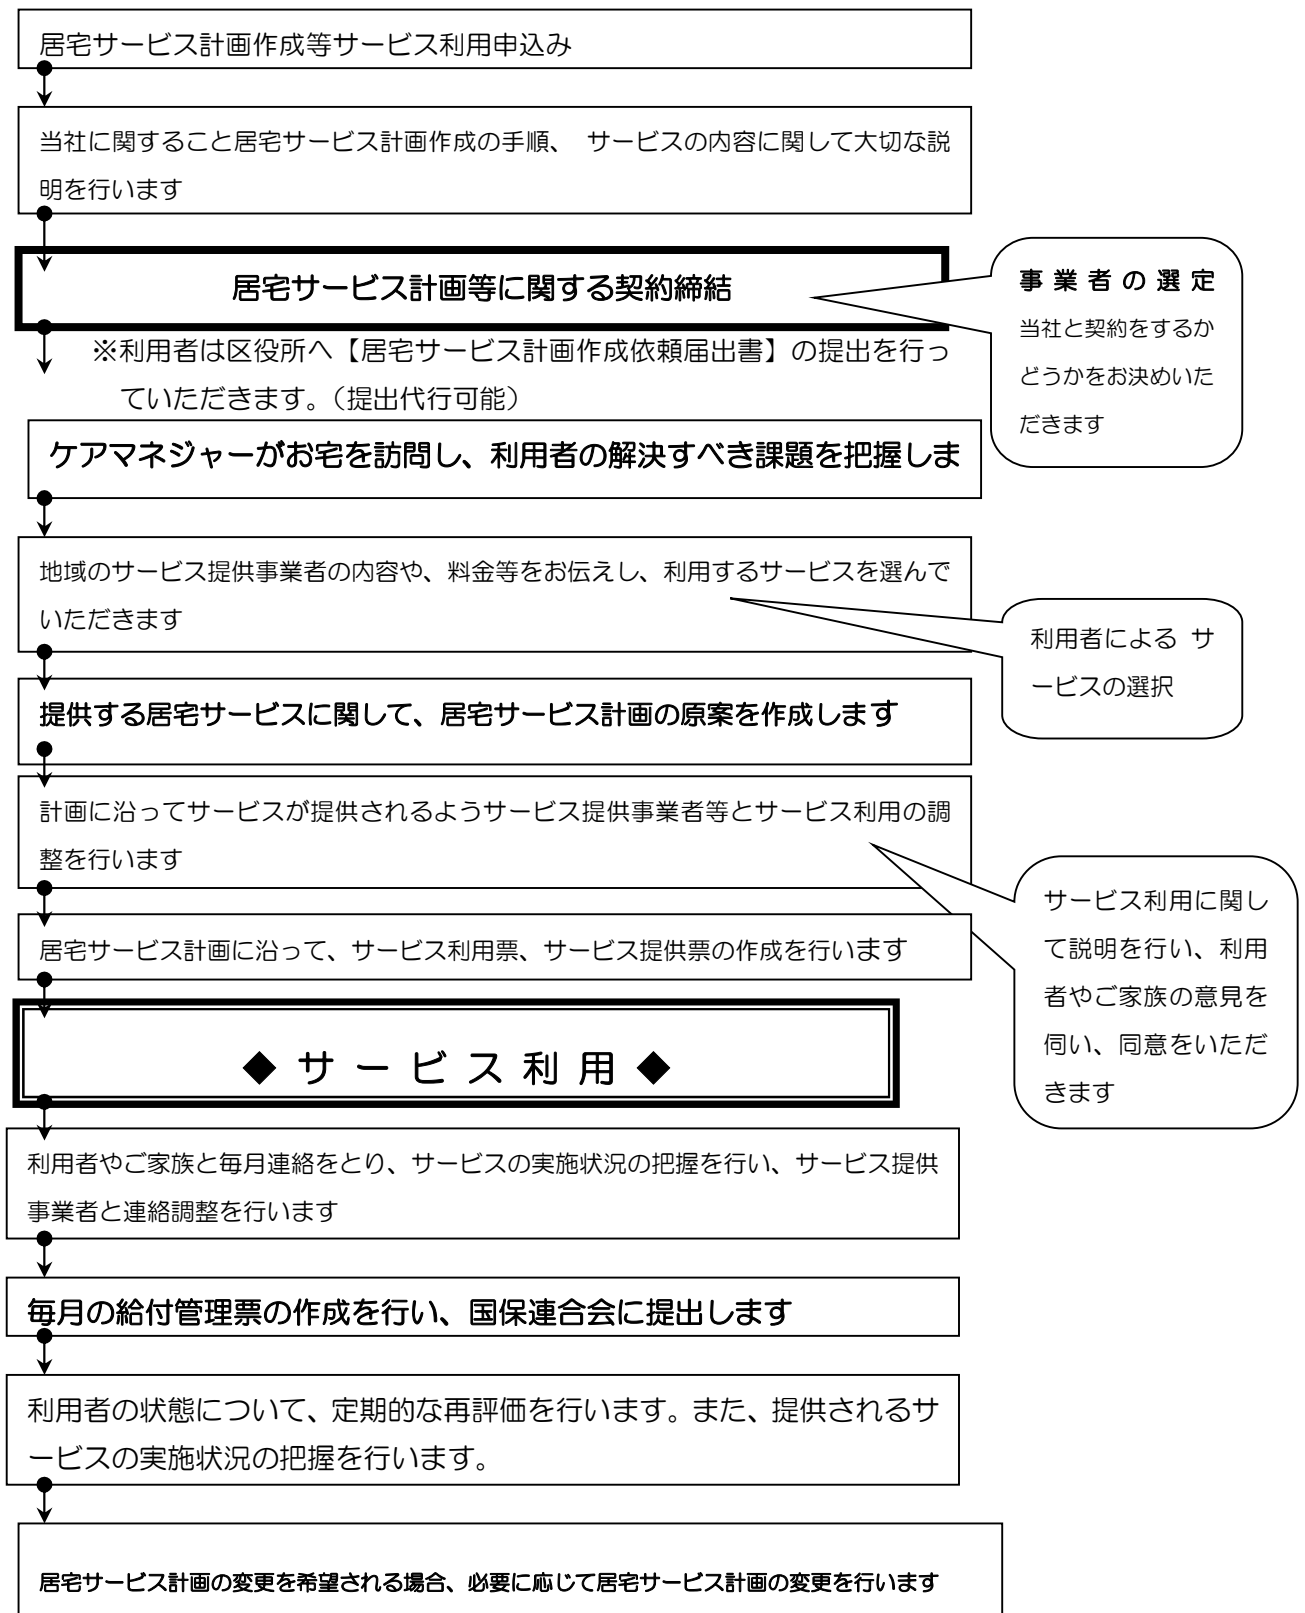 居宅サービス計画作成等サービス利用申込み
当社に関すること居宅サービス計画作成の手順、 サービスの内容に関して大切な説
明を行います
居宅サービス計画等に関する契約締結
事業者の選定
当社と契約をするか
どうかをお決めいた
だきます
※利用者は区役所へ【居宅サービス計画作成依頼届出書】の提出を行っ
ていただきます。（提出代行可能）
ケアマネジャーがお宅を訪問し、利用者の解決すべき課題を把握しま
地域のサービス提供事業者の内容や、料金等をお伝えし、利用するサービスを選んで
いただきます
利用者による サ
ービスの選択
提供する居宅サービスに関して、居宅サービス計画の原案を作成します
計画に沿ってサービスが提供されるようサービス提供事業者等とサービス利用の調
整を行います
サービス利用に関し
て説明を行い、利用
者やご家族の意見を
伺い、同意をいただ
きます
居宅サービス計画に沿って、サービス利用票、サービス提供票の作成を行います
◆ サ ー ビ ス 利 用 ◆
利用者やご家族と毎月連絡をとり、サービスの実施状況の把握を行い、サービス提供
事業者と連絡調整を行います
毎月の給付管理票の作成を行い、国保連合会に提出します
利用者の状態について、定期的な再評価を行います。また、提供されるサ
ービスの実施状況の把握を行います。
居宅サービス計画の変更を希望される場合、必要に応じて居宅サービス計画の変更を行います